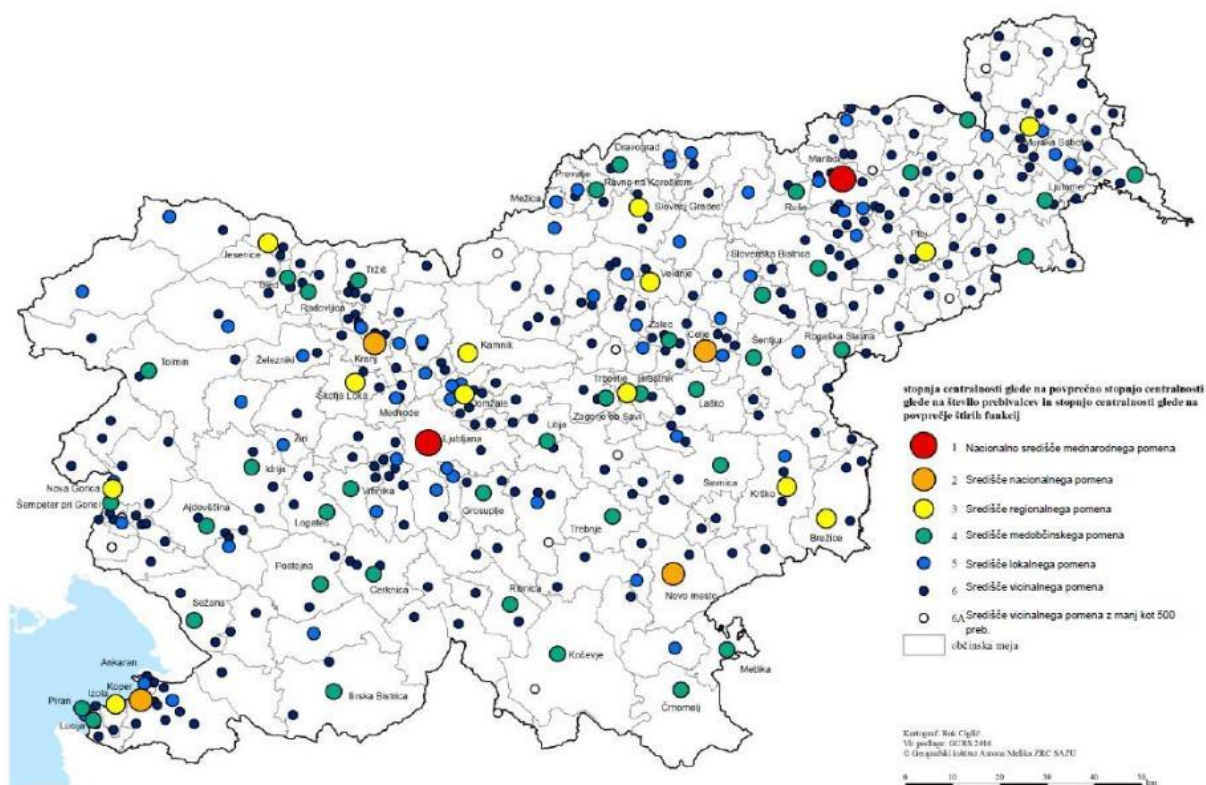 Dravograd
Prevalje
Ravne na Koroškem
Mežica
Slovenj Gradec
Maribor
Ruše
Murska Sobota
Ljutomer
Ptuj
Slovenska Bistrica
Jesenice
Bled
Radovljica
Tržič
Velenje
Žalec
Celje
Šentjur
Rogaška Slatina
Železniki
Kranj
Kamnik
Tolmin
Škofja Loka
Medvode
Domžale
Trbovlje
Hrastnik
Zagorje ob Savi
Laško
Žiri
Ljubljana
Litija
Idrija
Sevnica
Krško
Nova Gorica
Šempeter pri Gorici
Vrhnika
Grosuplje
Ajdovščina
Logatec
Trebnje
Brežice
Postojna
Cerknica
Ribnica
Novo mesto
Sežana
Kočevje
Metlika
Ankaran
Koper
Izola
Piran
Lucija
Ilirska Bistrica
Črnomelj
stopnja centralnosti glede na povprečno stopnjo centralnosti
glede na število prebivalcev in stopnjo centralnosti glede na
povprečje štirih funkcij
1 Nacionalno središče mednarodnega pomena
2 Središče nacionalnega pomena
3 Središče regionalnega pomena
4 Središče medobčinskega pomena
5 Središče lokalnega pomena
6 Središče vicinalnega pomena
6A Središče vicinalnega pomena z manj kot 500
preb.
občinska meja
Kartograf: Rok Ciglič
Vir podlage: GURS 2016
© Geografski inštitut Antona Melika ZRC SAZU
0 10 20 30 40 50
km